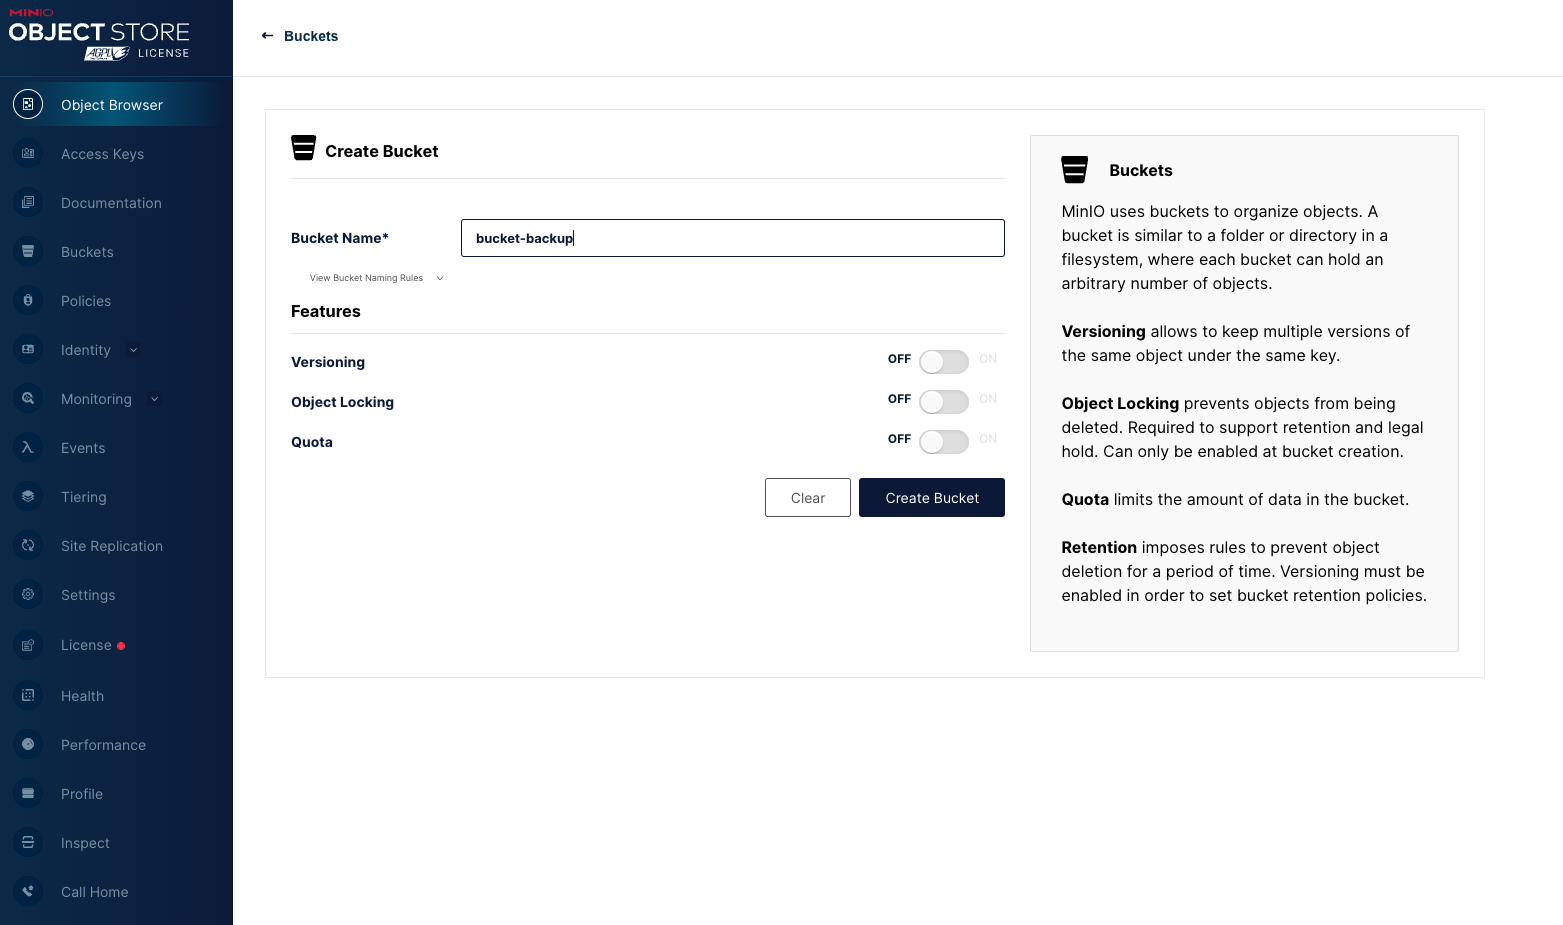 MINIO
OBJECT STORE
AGPLv3 LICENSE
Object Browser
Access Keys
Documentation
Buckets
Policies
Identity
Monitoring
Events
Tiering
Site Replication
Settings
License
Health
Performance
Profile
Inspect
Call Home
Buckets
Create Bucket
Bucket Name*
bucket-backup
View Bucket Naming Rules
Features
Versioning
OFF ON
Object Locking
OFF ON
Quota
OFF ON
Clear
Create Bucket
Buckets
MinIO uses buckets to organize objects. A
bucket is similar to a folder or directory in a
filesystem, where each bucket can hold an
arbitrary number of objects.
Versioning allows to keep multiple versions of
the same object under the same key.
Object Locking prevents objects from being
deleted. Required to support retention and legal
hold. Can only be enabled at bucket creation.
Quota limits the amount of data in the bucket.
Retention imposes rules to prevent object
deletion for a period of time. Versioning must be
enabled in order to set bucket retention policies.